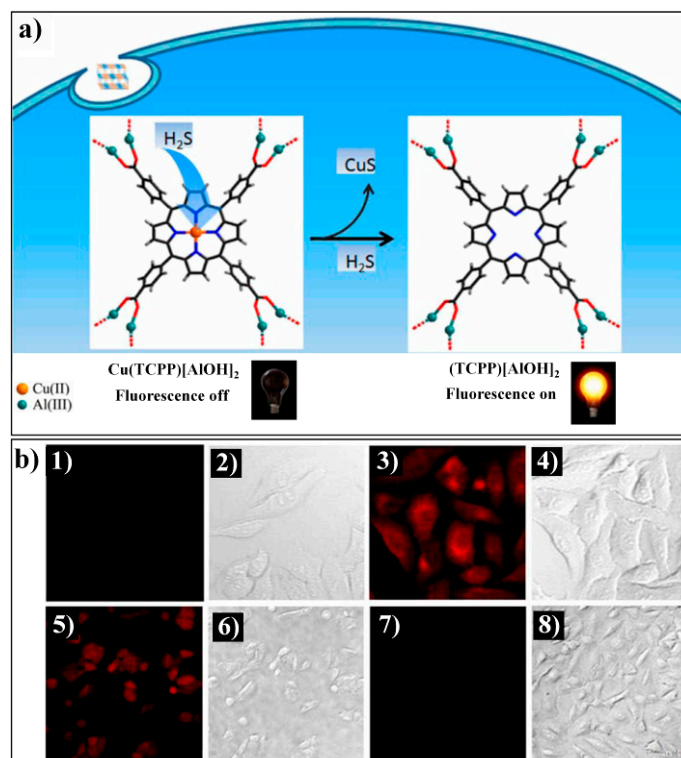 a)
H₂S
CuS
H₂S
Cu(TCPP)[AlOH]₂
(TCPP)[AlOH]₂
Cu(II)
Al(III)
Fluorescence off
Fluorescence on
b)
1)
2)
3)
4)
5)
6)
7)
8)